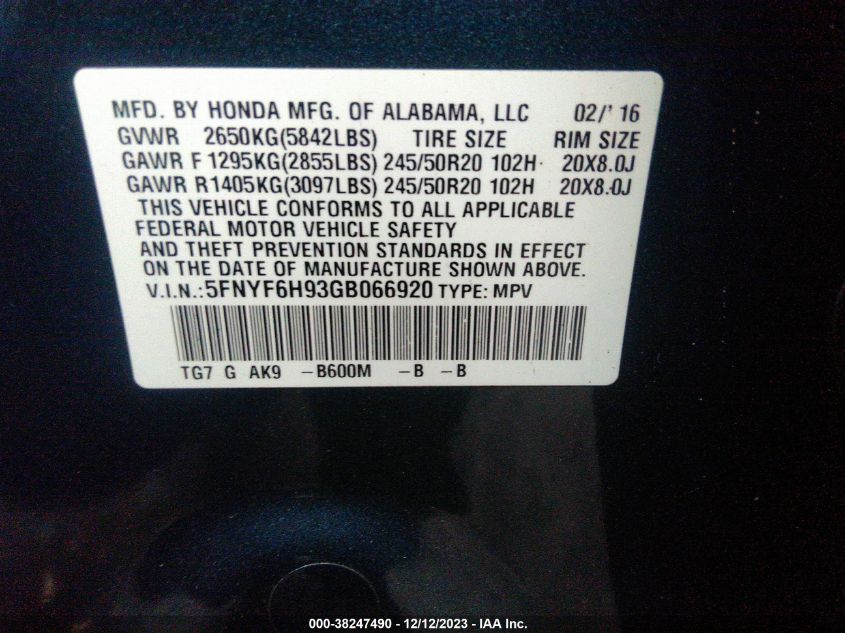 MFD. BY HONDA MFG. OF ALABAMA, LLC 02/'16
GVWR 2650KG(5842LBS) TIRE SIZE RIM SIZE
GAWR F 1295KG(2855LBS) 245/50R20 102H 20X8.0J
GAWR R1405KG(3097LBS) 245/50R20 102H 20X8.0J
THIS VEHICLE CONFORMS TO ALL APPLICABLE
FEDERAL MOTOR VEHICLE SAFETY
AND THEFT PREVENTION STANDARDS IN EFFECT
ON THE DATE OF MANUFACTURE SHOWN ABOVE.
V.I.N.:5FNYF6H93GB066920 TYPE: MPV
TG7 G AK9 -B600M -B -B
000-38247490 - 12/12/2023 - IAA Inc.